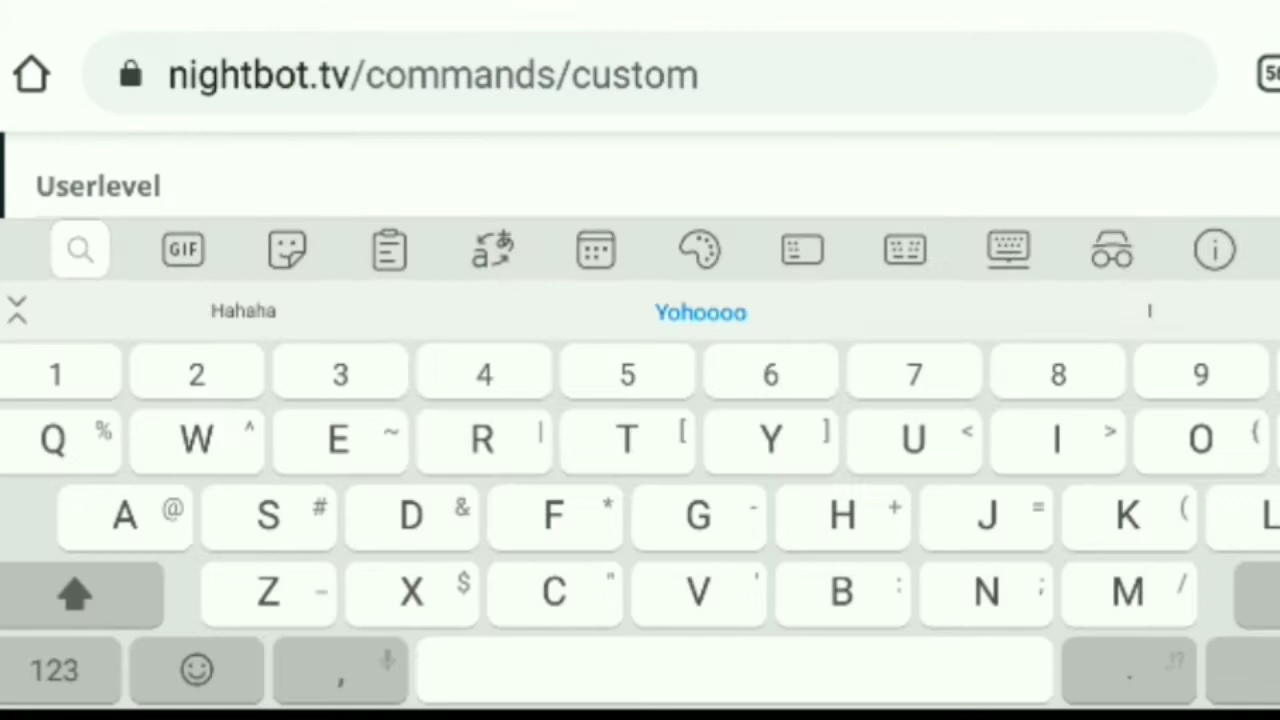 nightbot.tv/commands/custom
Userlevel
GIF
Hahaha Yohoooo I
1 2 3 4 5 6 7 8 9
Q % W ^ E ~ R | T [ Y ] U < I > O {
A @ S # D & F * G - H + J = K ( L
Z _ X $ C " V ' B : N ; M /
123 , . ,!?